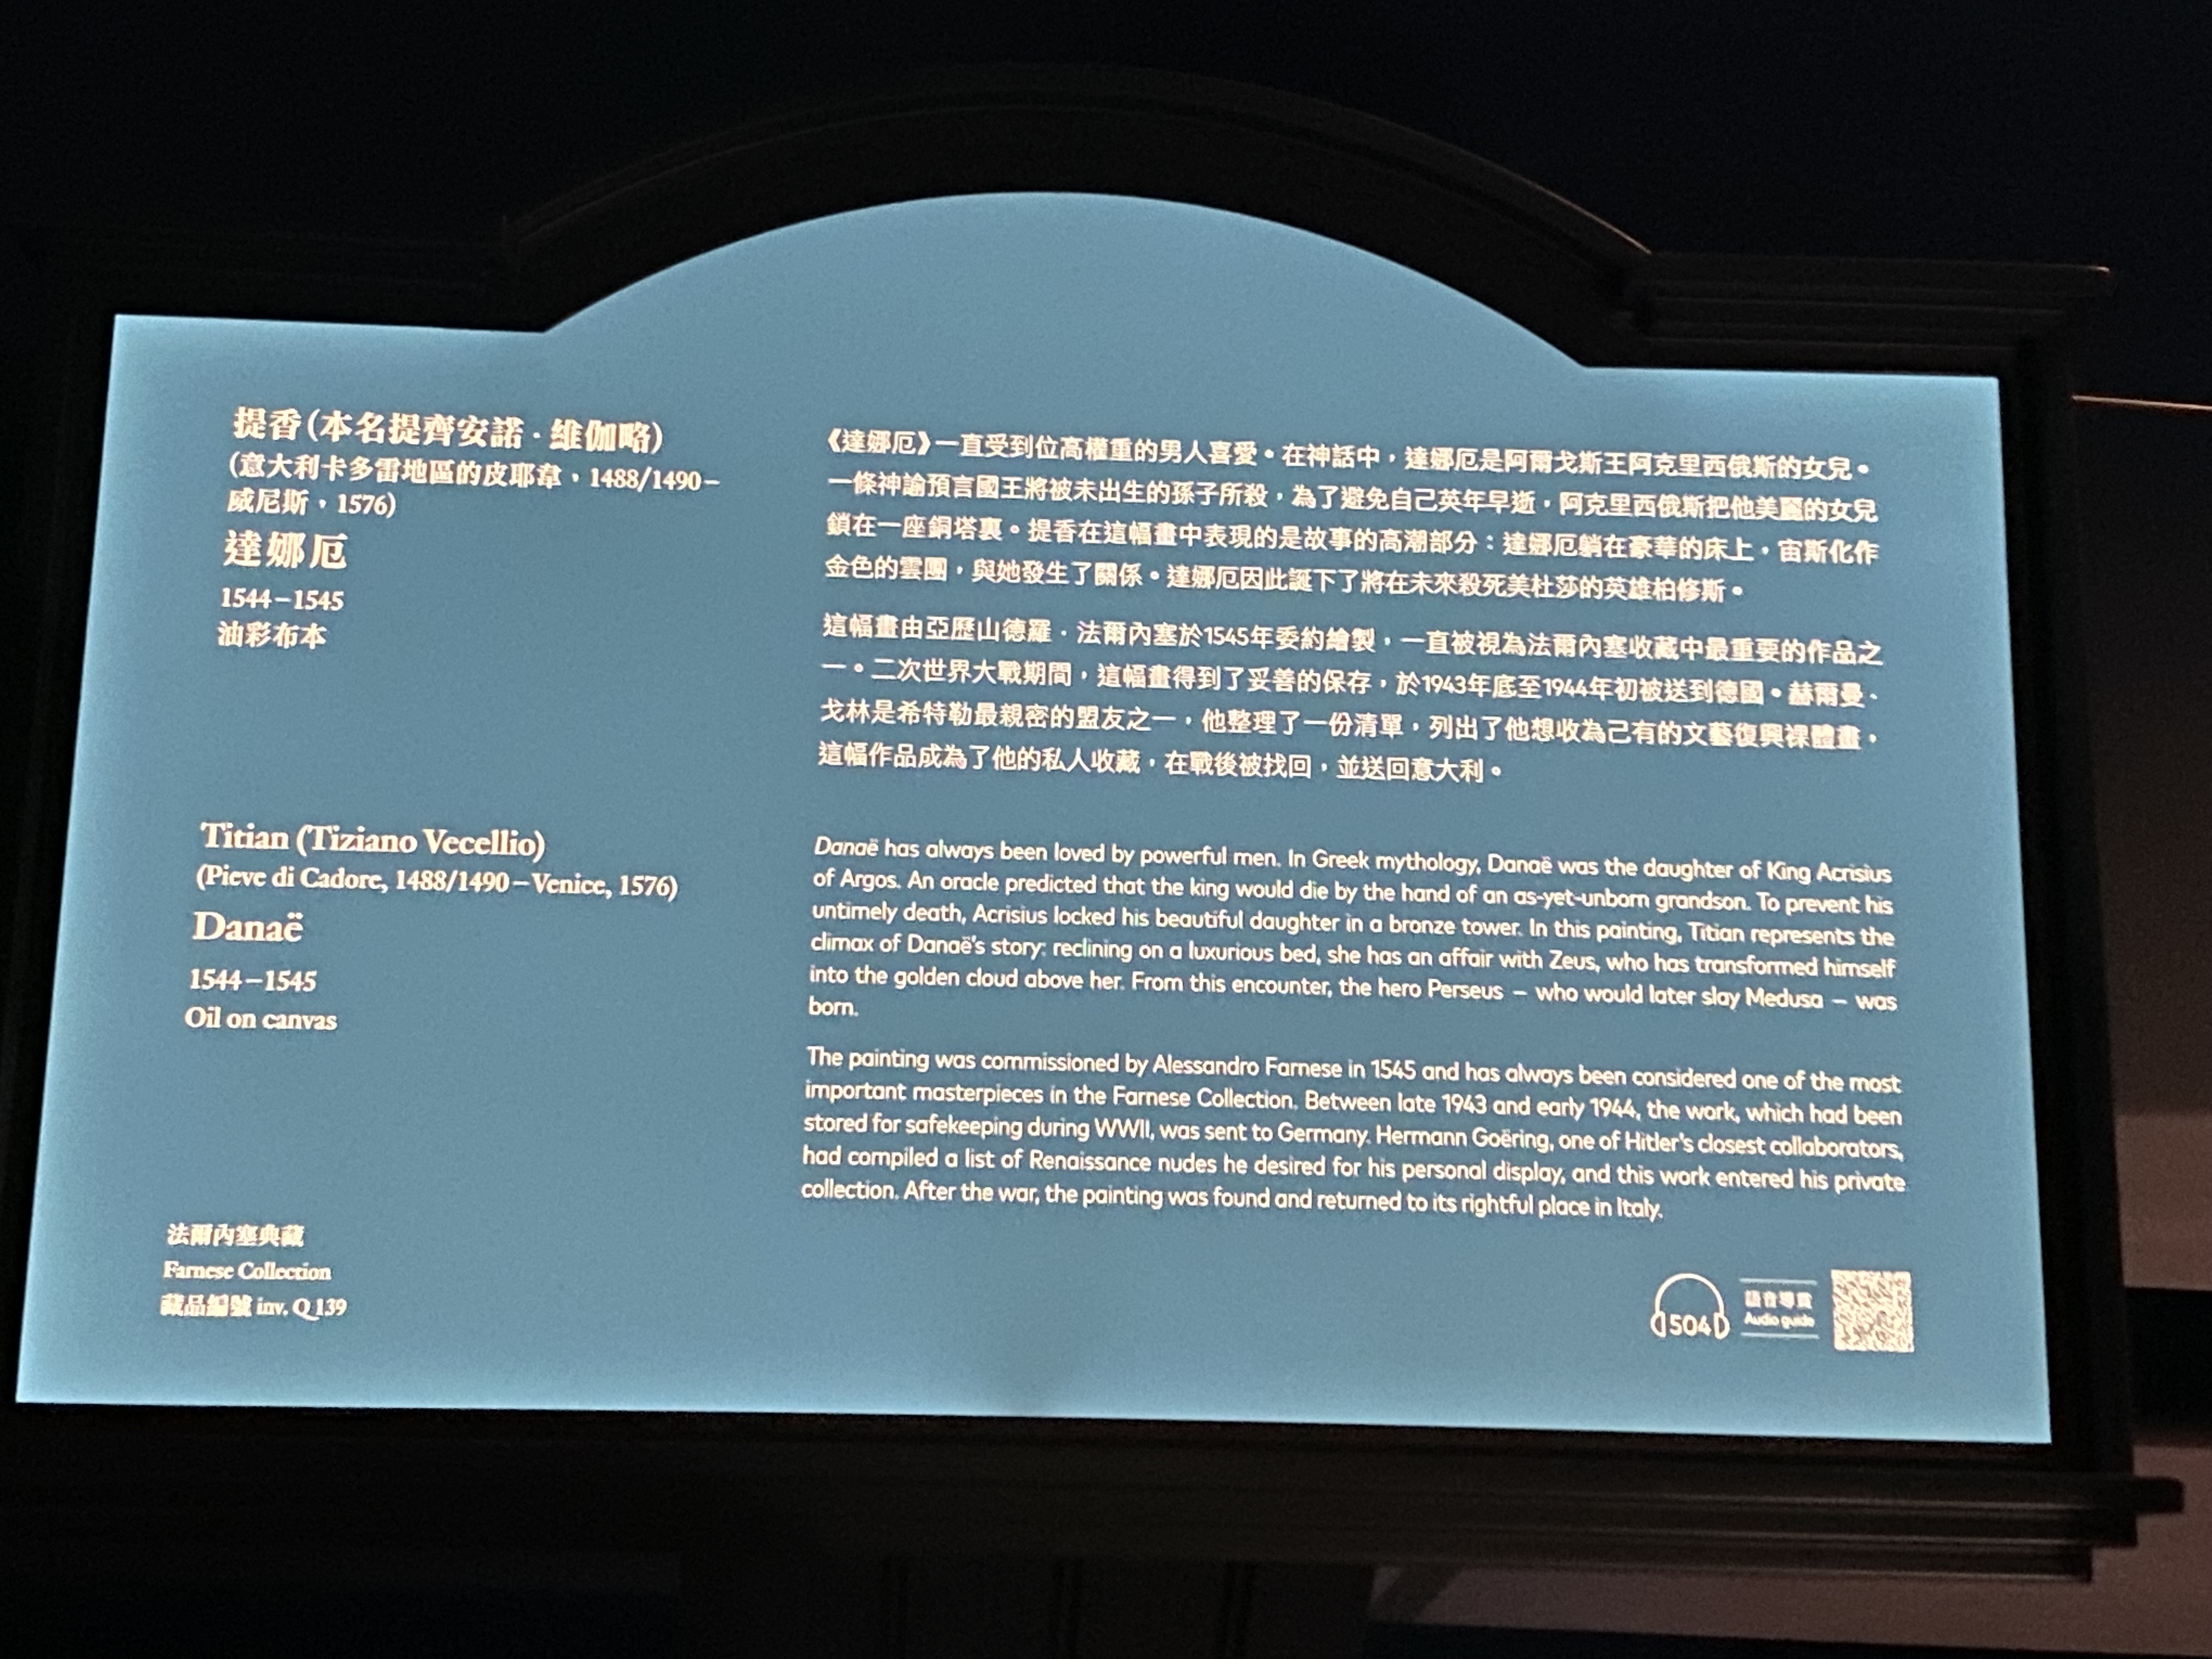 提香(本名提齊安諾·維伽略)
(意大利卡多雷地區的皮耶韋，1488/1490–
威尼斯，1576)
達娜厄
1544–1545
油彩布本
《達娜厄》一直受到位高權重的男人喜愛。在神話中，達娜厄是阿爾戈斯王阿克里西俄斯的女兒。
一條神諭預言國王將被未出生的孫子所殺，為了避免自己英年早逝，阿克里西俄斯把他美麗的女兒
鎖在一座銅塔裏。提香在這幅畫中表現的是故事的高潮部分：達娜厄躺在豪華的床上，宙斯化作
金色的雲團，與她發生了關係。達娜厄因此誕下了將在未來殺死美杜莎的英雄柏修斯。
這幅畫由亞歷山德羅·法爾內塞於1545年委約繪製，一直被視為法爾內塞收藏中最重要的作品之
一。二次世界大戰期間，這幅畫得到了妥善的保存，於1943年底至1944年初被送到德國。赫爾曼·
戈林是希特勒最親密的盟友之一，他整理了一份清單，列出了他想收為己有的文藝復興裸體畫，
這幅作品成為了他的私人收藏，在戰後被找回，並送回意大利。
Titian (Tiziano Vecellio)
(Pieve di Cadore, 1488/1490–Venice, 1576)
Danaë
1544–1545
Oil on canvas
Danaë has always been loved by powerful men. In Greek mythology, Danaë was the daughter of King Acrisius
of Argos. An oracle predicted that the king would die by the hand of an as-yet-unborn grandson. To prevent his
untimely death, Acrisius locked his beautiful daughter in a bronze tower. In this painting, Titian represents the
climax of Danaë's story: reclining on a luxurious bed, she has an affair with Zeus, who has transformed himself
into the golden cloud above her. From this encounter, the hero Perseus – who would later slay Medusa – was
born.
The painting was commissioned by Alessandro Farnese in 1545 and has always been considered one of the most
important masterpieces in the Farnese Collection. Between late 1943 and early 1944, the work, which had been
stored for safekeeping during WWII, was sent to Germany. Hermann Goëring, one of Hitler's closest collaborators,
had compiled a list of Renaissance nudes he desired for his personal display, and this work entered his private
collection. After the war, the painting was found and returned to its rightful place in Italy.
法爾內塞典藏
Farnese Collection
藏品編號 inv. Q 139
504
語音導賞
Audio guide